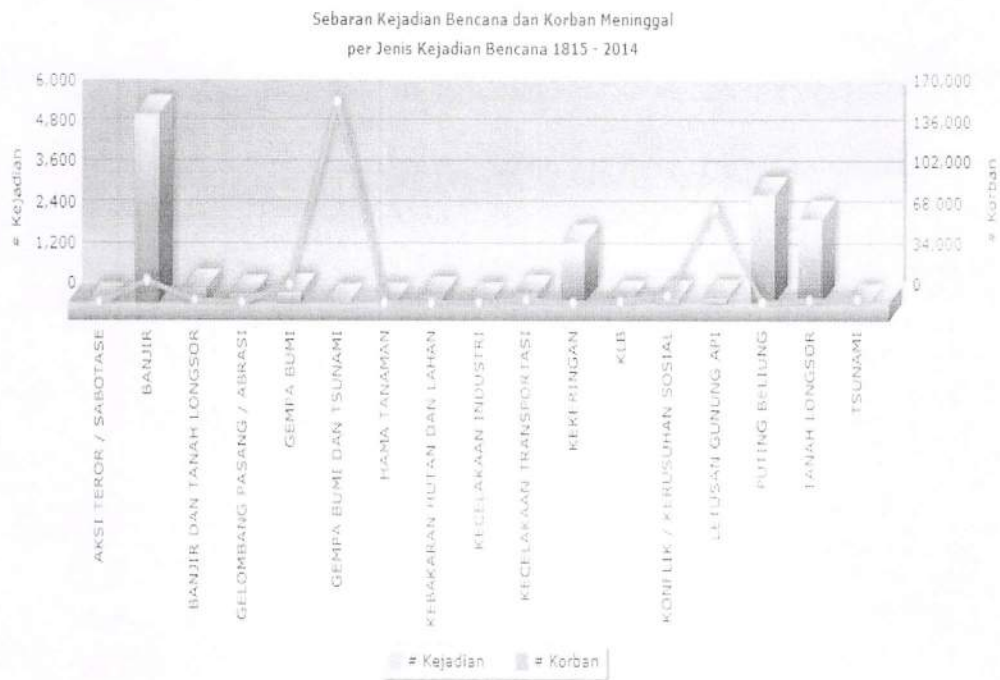 Sebaran Kejadian Bencana dan Korban Meninggal
per Jenis Kejadian Bencana 1815 - 2014
6,000
4,800
3,600
2,400
1,200
0
# Kejadian
170,000
136,000
102,000
68,000
34,000
0
# Korban
AKSI TEROR / SABOTASE
BANJIR
BANJIR DAN TANAH LONGSOR
GELOMBANG PASANG / ABRASI
GEMPA BUMI
GEMPA BUMI DAN TSUNAMI
HAMA TANAMAN
KEBAKARAN HUTAN DAN LAHAN
KECELAKAAN INDUSTRI
KECELAKAAN TRANSPORTASI
KEKERINGAN
KLB
KONFLIK / KERUSUHAN SOSIAL
LETUSAN GUNUNG API
PUTING BELIUNG
TANAH LONGSOR
TSUNAMI
# Kejadian # Korban